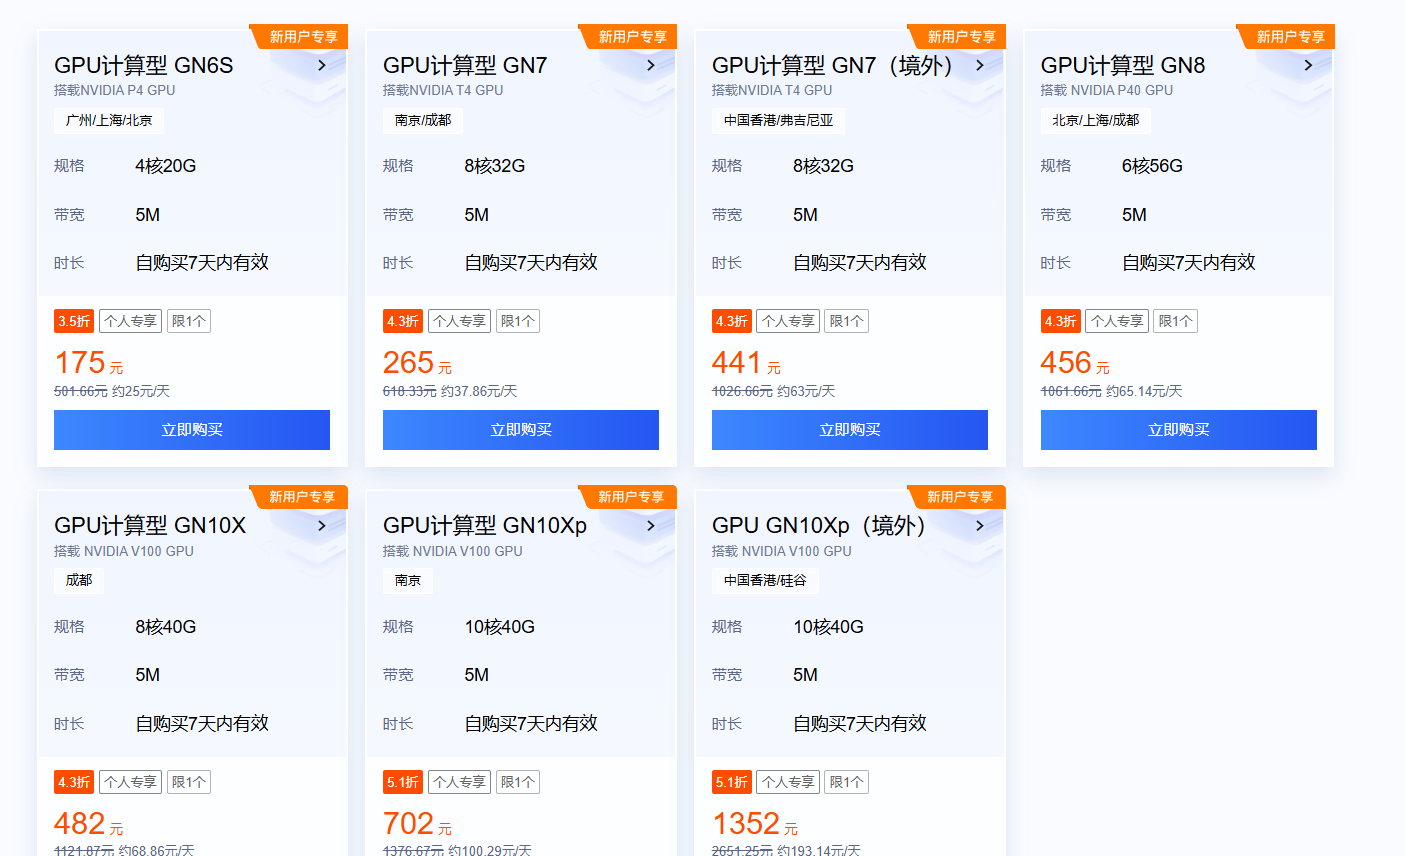 新用户专享
GPU计算型 GN6S
搭载NVIDIA P4 GPU
广州/上海/北京
规格 4核20G
带宽 5M
时长 自购买7天内有效
3.5折 个人专享 限1个
175 元
501.66元 约25元/天
立即购买
新用户专享
GPU计算型 GN7
搭载NVIDIA T4 GPU
南京/成都
规格 8核32G
带宽 5M
时长 自购买7天内有效
4.3折 个人专享 限1个
265 元
618.33元 约37.86元/天
立即购买
新用户专享
GPU计算型 GN7（境外）
搭载NVIDIA T4 GPU
中国香港/弗吉尼亚
规格 8核32G
带宽 5M
时长 自购买7天内有效
4.3折 个人专享 限1个
441 元
1026.66元 约63元/天
立即购买
新用户专享
GPU计算型 GN8
搭载 NVIDIA P40 GPU
北京/上海/成都
规格 6核56G
带宽 5M
时长 自购买7天内有效
4.3折 个人专享 限1个
456 元
1061.66元 约65.14元/天
立即购买
新用户专享
GPU计算型 GN10X
搭载 NVIDIA V100 GPU
成都
规格 8核40G
带宽 5M
时长 自购买7天内有效
4.3折 个人专享 限1个
482 元
1121.87元 约68.86元/天
新用户专享
GPU计算型 GN10Xp
搭载 NVIDIA V100 GPU
南京
规格 10核40G
带宽 5M
时长 自购买7天内有效
5.1折 个人专享 限1个
702 元
1376.67元 约100.29元/天
新用户专享
GPU GN10Xp（境外）
搭载 NVIDIA V100 GPU
中国香港/硅谷
规格 10核40G
带宽 5M
时长 自购买7天内有效
5.1折 个人专享 限1个
1352 元
2651.25元 约193.14元/天